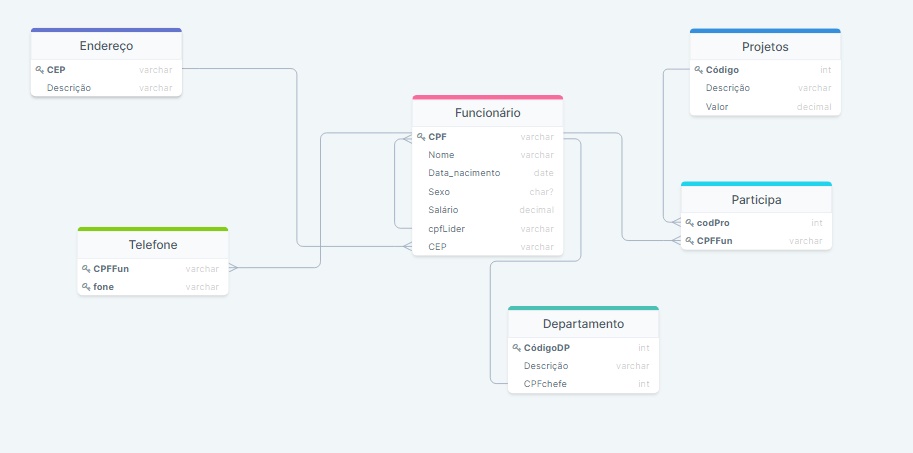 Endereço
CEP varchar
Descrição varchar
Projetos
Código int
Descrição varchar
Valor decimal
Funcionário
CPF varchar
Nome varchar
Data_nacimento date
Sexo char?
Salário decimal
cpfLider varchar
CEP varchar
Participa
codPro int
CPFFun varchar
Telefone
CPFFun varchar
fone varchar
Departamento
CódigoDP int
Descrição varchar
CPFchefe int